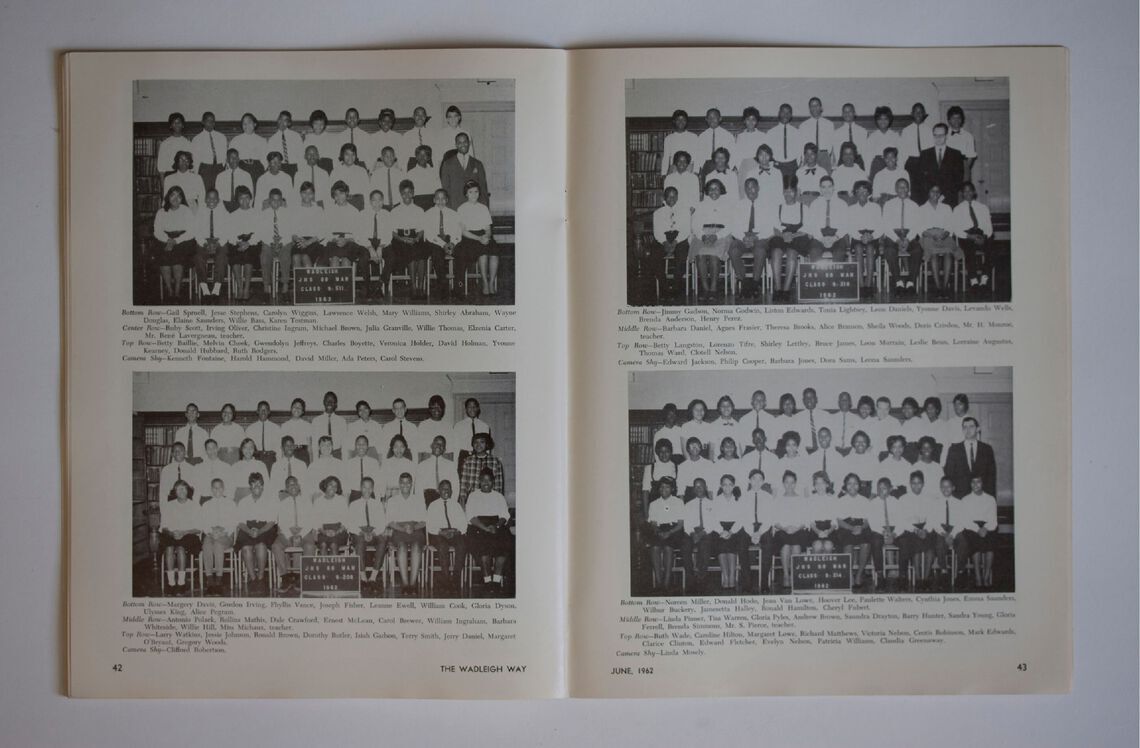 WADLEIGH
JHS 88 MAN
CLASS 9-311
1962
Bottom Row—Gail Spruell, Jesse Stephens, Carolyn Wiggins, Lawrence Welsh, Mary Williams, Shirley Abraham, Wayne
Douglas, Elaine Saunders, Willie Bass, Karen Testman.
Center Row—Ruby Scott, Irving Oliver, Christine Ingram, Michael Brown, Julia Granville, Willie Thomas, Elzenia Carter,
Mr. René Lavergneau, teacher.
Top Row—Betty Baillie, Melvin Cheek, Gwendolyn Jeffreys, Charles Boyette, Veronica Holder, David Holman, Yvonne
Kearney, Donald Hubbard, Ruth Rodgers.
Camera Shy—Kenneth Fontaine, Harold Hammond, David Miller, Ada Peters, Carol Stevens.
WADLEIGH
JHS 88 MAN
CLASS 9-208
1962
Bottom Row—Margery Davis, Gordon Irving, Phyllis Vance, Joseph Fisher, Leanne Ewell, William Cook, Gloria Dyson,
Ulysses King, Alice Pegram.
Middle Row—Antonio Polack, Rollina Mathis, Dale Crawford, Ernest McLean, Carol Brewer, William Ingraham, Barbara
Whiteside, Willie Hill, Miss Michaux, teacher.
Top Row—Larry Watkins, Jessie Johnson, Ronald Brown, Dorothy Butler, Isiah Gadson, Terry Smith, Jerry Daniel, Margaret
O'Bryant, Gregory Woods.
Camera Shy—Clifford Robertson.
42
THE WADLEIGH WAY
WADLEIGH
JHS 88 MAN
CLASS 9-318
1962
Bottom Row—Jimmy Gadson, Norma Godwin, Liston Edwards, Tonia Lightsey, Leon Daniels, Yvonne Davis, Levando Wells,
Brenda Anderson, Henry Perez.
Middle Row—Barbara Daniel, Agnes Frasier, Theresa Brooks, Alice Branson, Sheila Woods, Doris Crisdon, Mr. H. Monroe,
teacher.
Top Row—Betty Langston, Lorenzo Tifre, Shirley Lettley, Bruce James, Leon Murrain, Leslie Bean, Lorraine Augustus,
Thomas Ward, Clotell Nelson.
Camera Shy—Edward Jackson, Philip Cooper, Barbara Jones, Dora Sams, Leona Saunders.
WADLEIGH
JHS 88 MAN
CLASS 9-314
1962
Bottom Row—Noreen Miller, Donald Hode, Jean Van Lowe, Hoover Lee, Paulette Walters, Cynthia Jones, Emma Saunders,
Wilbur Buckery, Jamesetta Halley, Ronald Hamilton, Cheryl Fubert.
Middle Row—Linda Pinner, Tina Warren, Gloria Pyles, Andrew Brown, Saundra Drayton, Barry Hunter, Sandra Young, Gloria
Ferrell, Brenda Simmons, Mr. S. Pierce, teacher.
Top Row—Ruth Wade, Caroline Hilton, Margaret Lowe, Richard Matthews, Victoria Nelson, Centis Robinson, Mark Edwards,
Clarice Clinton, Edward Fletcher, Evelyn Nelson, Patricia Williams, Claudia Greenaway.
Camera Shy—Linda Mosely.
JUNE, 1962
43